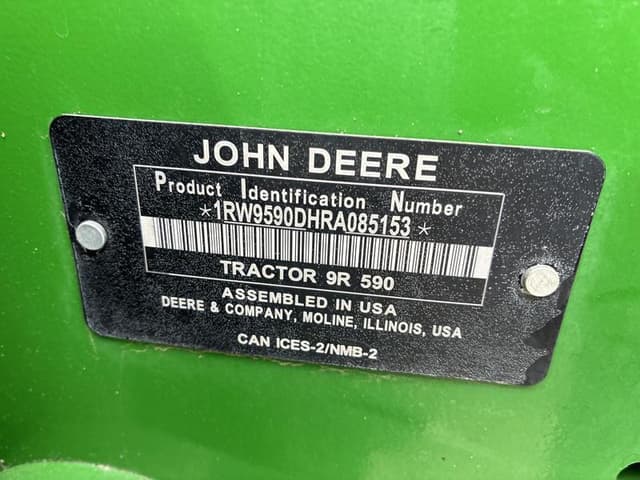 JOHN DEERE
Product Identification Number
*1RW9590DHRA085153*
TRACTOR 9R 590
ASSEMBLED IN USA
DEERE & COMPANY, MOLINE, ILLINOIS, USA
CAN ICES-2/NMB-2